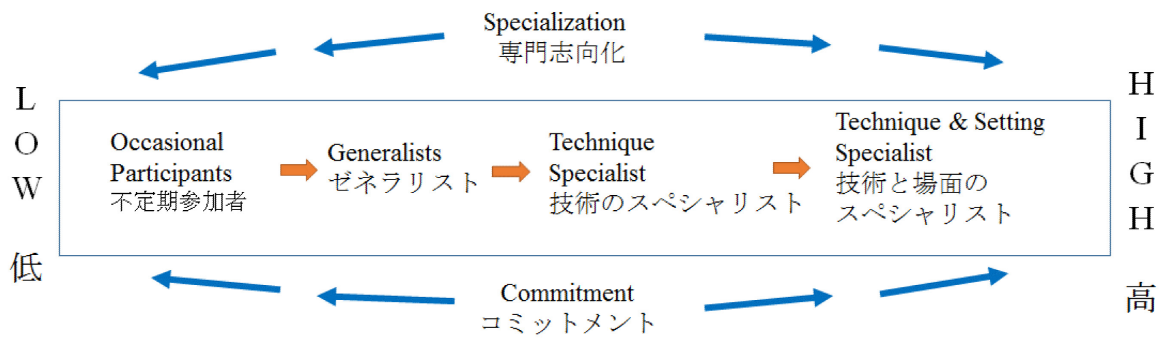 Specialization
専門志向化
LOW 低
Occasional
Participants
不定期参加者
Generalists
ゼネラリスト
Technique
Specialist
技術のスペシャリスト
Technique & Setting
Specialist
技術と場面の
スペシャリスト
HIGH 高
Commitment
コミットメント